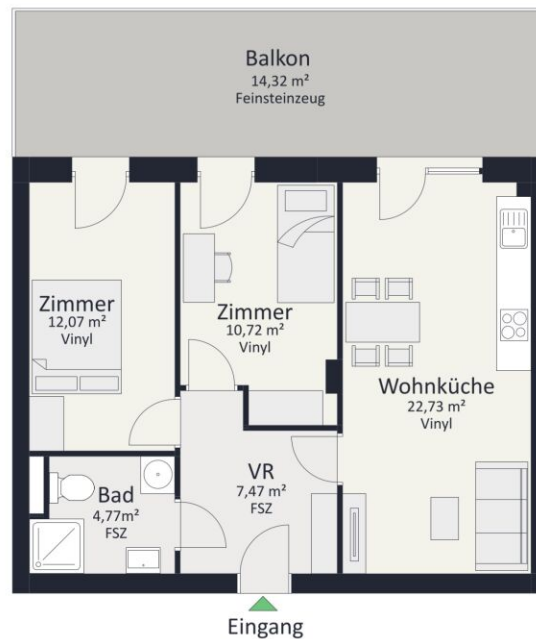 Balkon
14,32 m²
Feinsteinzeug
Zimmer
12,07 m²
Vinyl
Zimmer
10,72 m²
Vinyl
Wohnküche
22,73 m²
Vinyl
VR
7,47 m²
FSZ
Bad
4,77m²
FSZ
Eingang